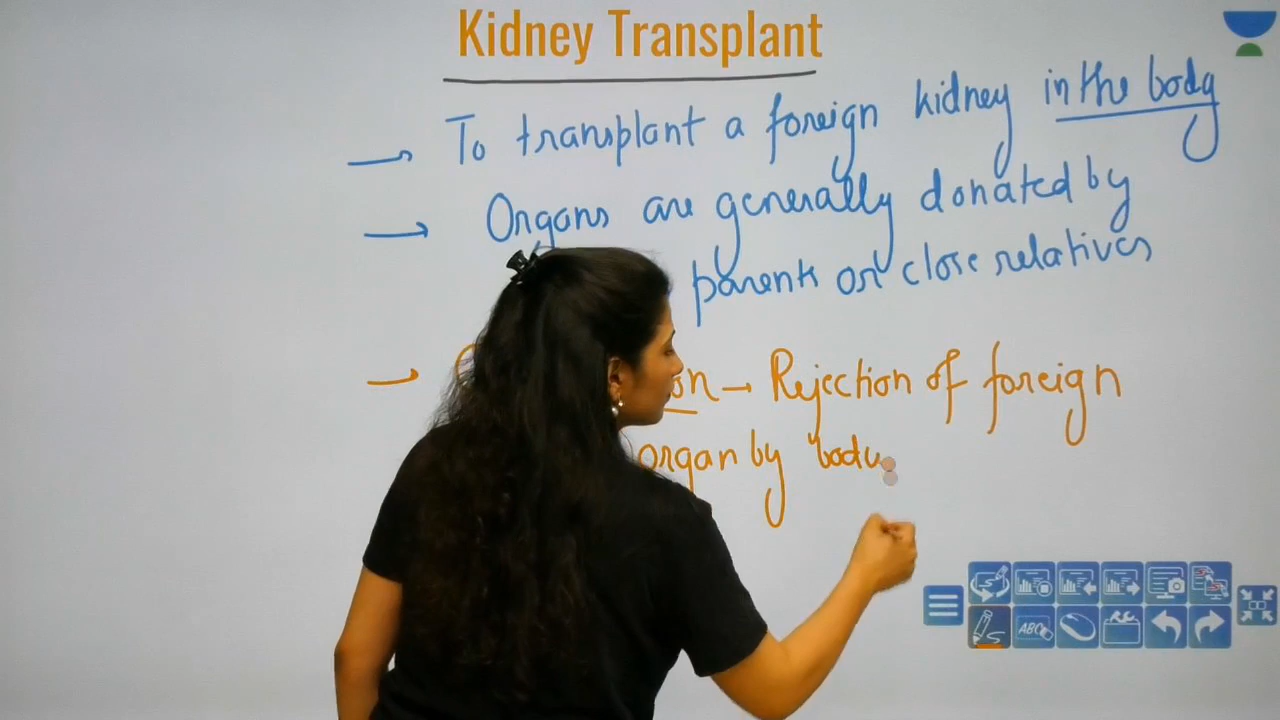 Kidney Transplant
→ To transplant a foreign kidney in the body
→ Organs are generally donated by
parents or close relatives
→ → Rejection of foreign
organ by body
ABC